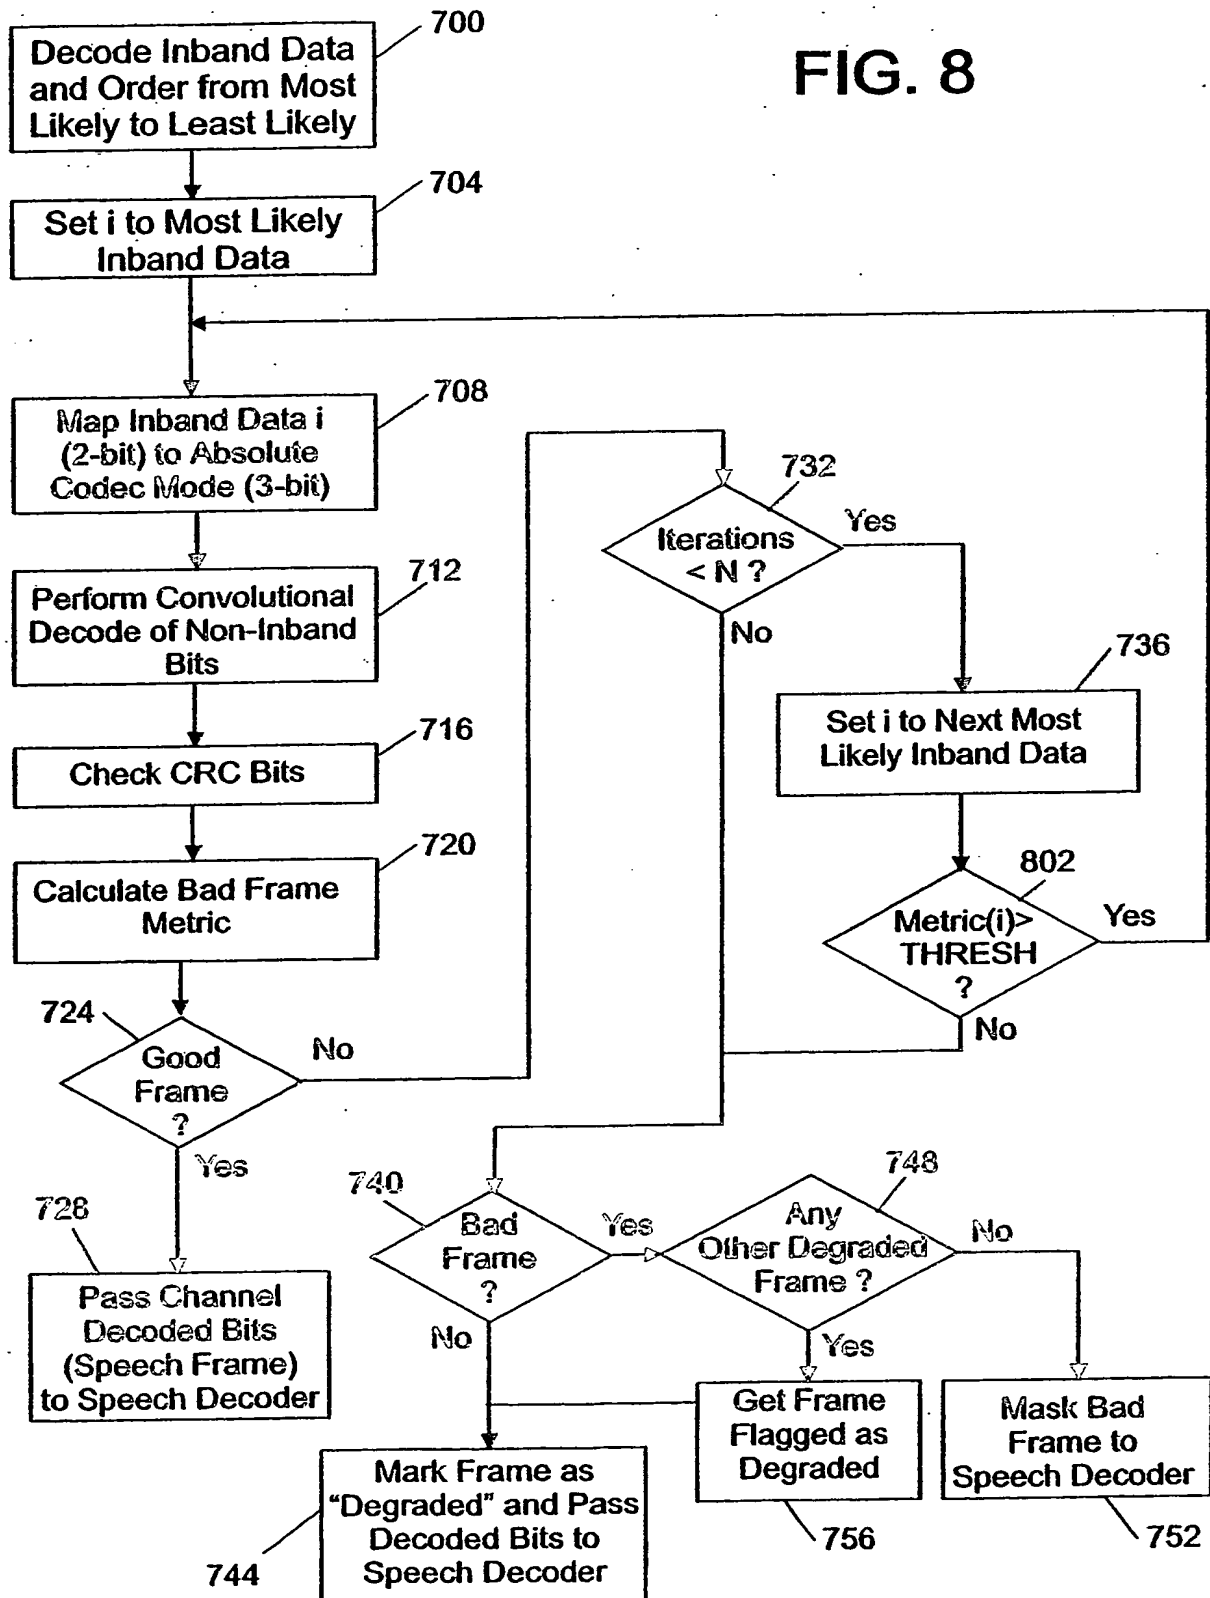 FIG. 8
700
Decode Inband Data
and Order from Most
Likely to Least Likely
704
Set i to Most Likely
Inband Data
708
Map Inband Data i
(2-bit) to Absolute
Codec Mode (3-bit)
712
Perform Convolutional
Decode of Non-Inband
Bits
716
Check CRC Bits
720
Calculate Bad Frame
Metric
724
Good
Frame
?
No
Yes
728
Pass Channel
Decoded Bits
(Speech Frame)
to Speech Decoder
732
Iterations
< N ?
Yes
No
736
Set i to Next Most
Likely Inband Data
802
Metric(i)>
THRESH
?
Yes
No
740
Bad
Frame
?
Yes
No
748
Any
Other Degraded
Frame ?
No
Yes
744
Mark Frame as
“Degraded” and Pass
Decoded Bits to
Speech Decoder
Get Frame
Flagged as
Degraded
756
Mask Bad
Frame to
Speech Decoder
752